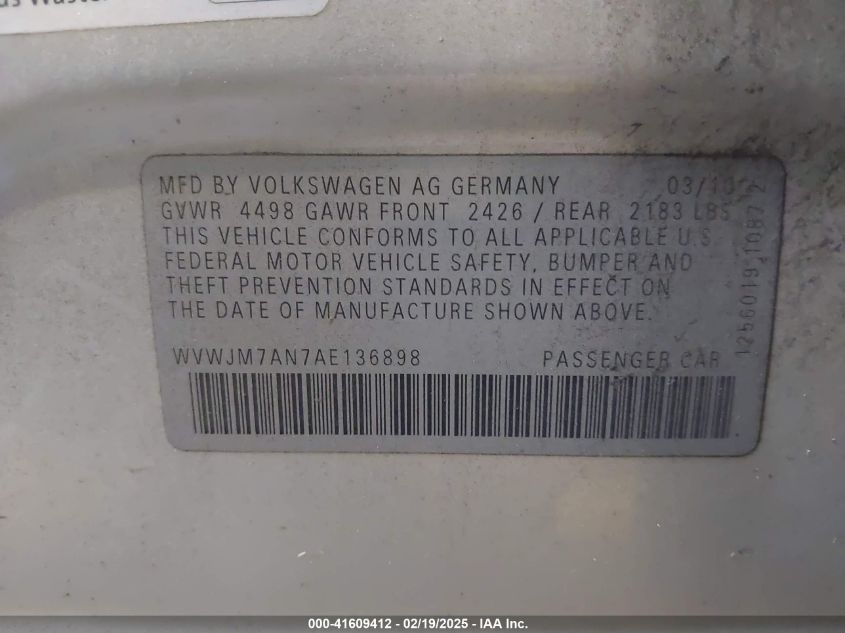 MFD BY VOLKSWAGEN AG GERMANY 03/10
GVWR 4498 GAWR FRONT 2426 / REAR 2183 LBS
THIS VEHICLE CONFORMS TO ALL APPLICABLE U.S.
FEDERAL MOTOR VEHICLE SAFETY, BUMPER AND
THEFT PREVENTION STANDARDS IN EFFECT ON
THE DATE OF MANUFACTURE SHOWN ABOVE.
WVWJM7AN7AE136898 PASSENGER CAR
000-41609412 - 02/19/2025 - IAA Inc.